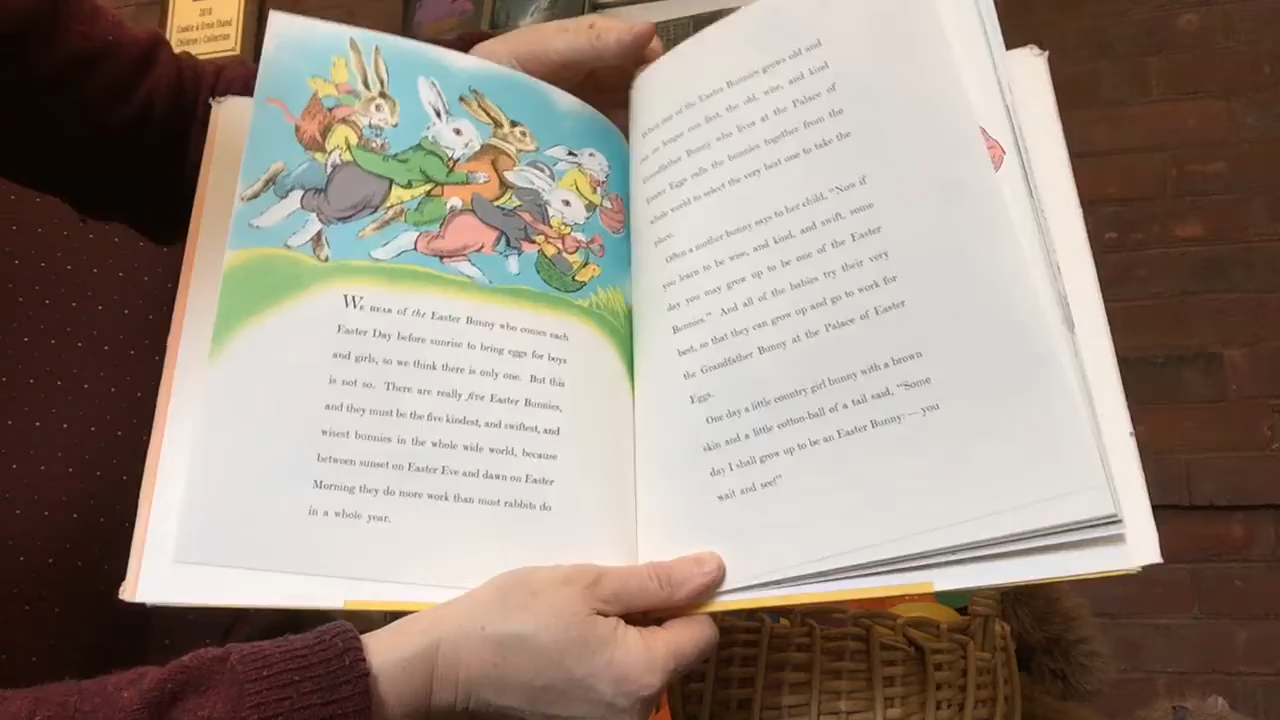 2018
Cookie & Ernie Shand
Children's Collection
We hear of the Easter Bunny who comes each
Easter Day before sunrise to bring eggs for boys
and girls, so we think there is only one. But this
is not so. There are really five Easter Bunnies,
and they must be the five kindest, and swiftest, and
wisest bunnies in the whole wide world, because
between sunset on Easter Eve and dawn on Easter
Morning they do more work than most rabbits do
in a whole year.
When one of the Easter Bunnies grows old and
can no longer run fast, the old, wise, and kind
Grandfather Bunny who lives at the Palace of
Easter Eggs calls the bunnies together from the
whole world to select the very best one to take the
place.
Often a mother bunny says to her child, "Now if
you learn to be wise, and kind, and swift, some
day you may grow up to be one of the Easter
Bunnies." And all of the babies try their very
best, so that they can grow up and go to work for
the Grandfather Bunny at the Palace of Easter
Eggs.
One day a little country girl bunny with a brown
skin and a little cotton-ball of a tail said, "Some
day I shall grow up to be an Easter Bunny: — you
wait and see!"